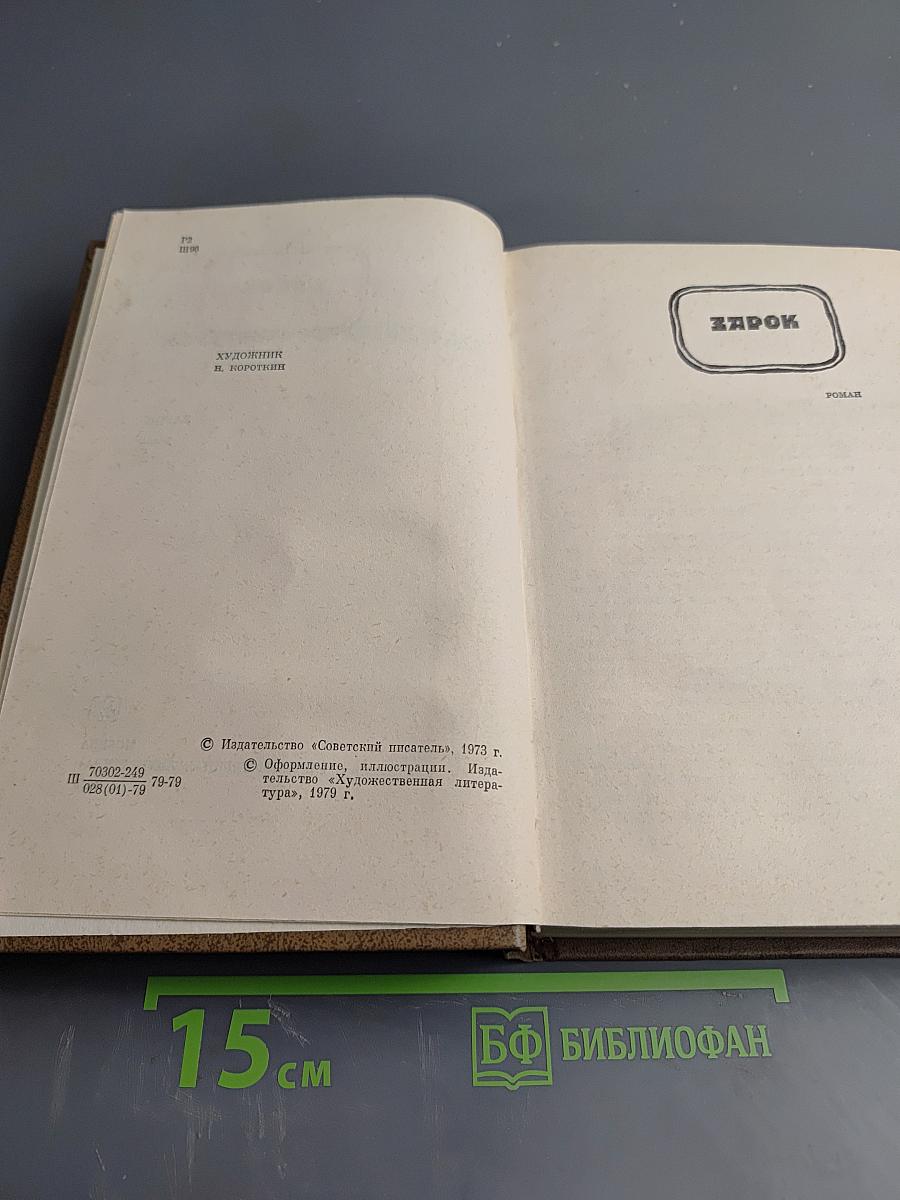 Р2
Ш96
ХУДОЖНИК
Н. КОРОТКИН
© Издательство «Советский писатель», 1973 г.
© Оформление, иллюстрации. Изда-
тельство «Художественная литера-
тура», 1979 г.
Ш 70302-249 79-79
028(01)-79
ЗАРОК
РОМАН
15 см
БФ БИБЛИОФАН